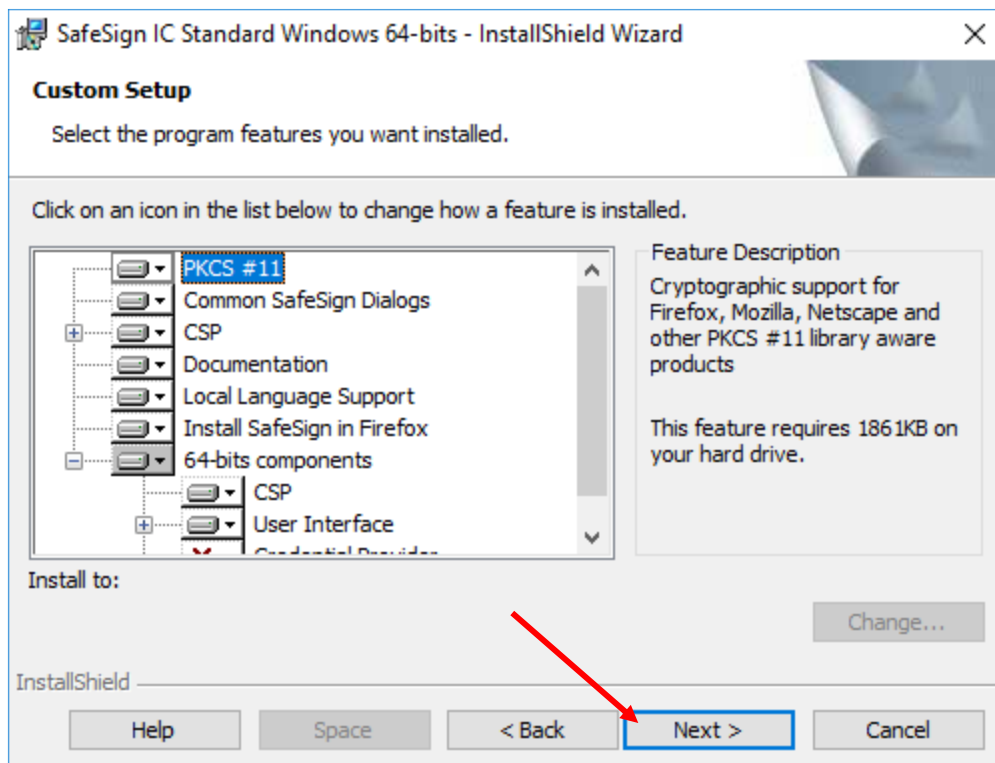 SafeSign IC Standard Windows 64-bits - InstallShield Wizard
Custom Setup
Select the program features you want installed.
Click on an icon in the list below to change how a feature is installed.
PKCS #11
Common SafeSign Dialogs
CSP
Documentation
Local Language Support
Install SafeSign in Firefox
64-bits components
CSP
User Interface
Credential Provider
Feature Description
Cryptographic support for
Firefox, Mozilla, Netscape and
other PKCS #11 library aware
products
This feature requires 1861KB on
your hard drive.
Install to:
Change...
InstallShield
Help
Space
< Back
Next >
Cancel